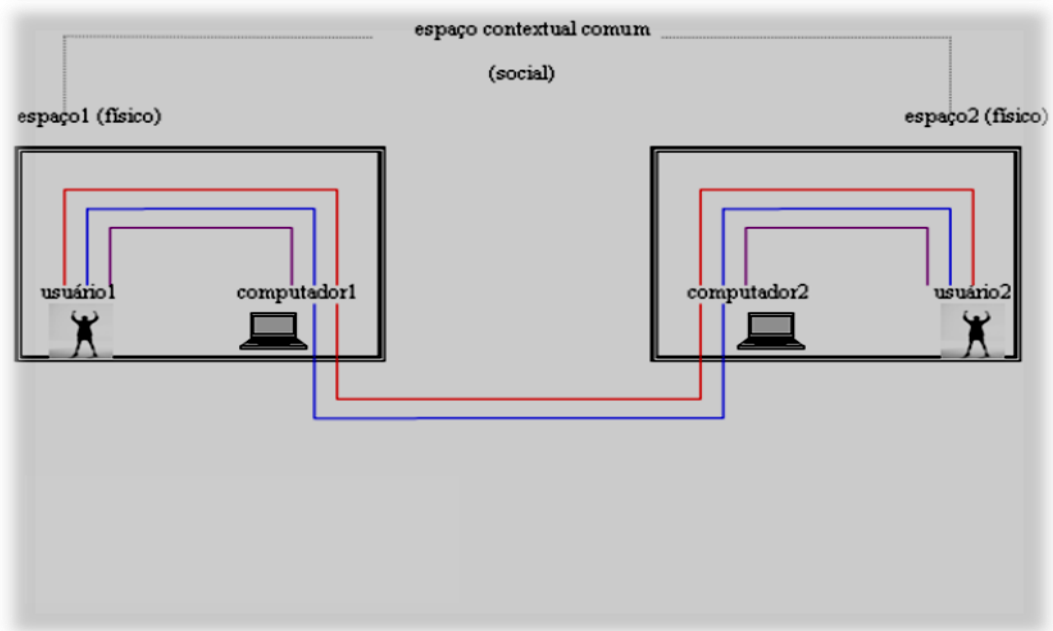 espaço contextual comum
(social)
espaço1 (físico)
espaço2 (físico)
usuário1
computador1
computador2
usuário2